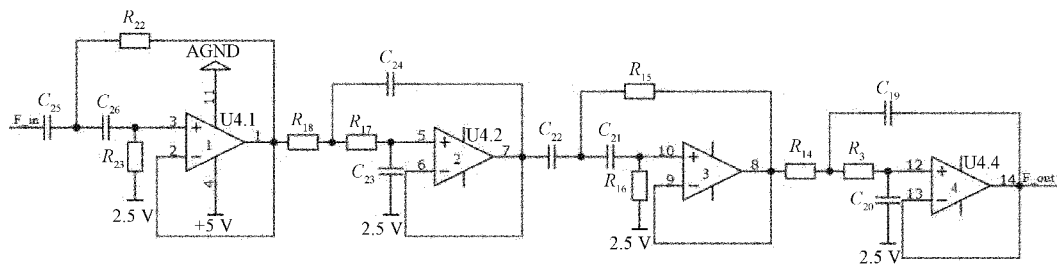 F_in
C25
R22
C26
R23
2.5 V
AGND
11
3
+
2
−
1
U4.1
1
4
+5 V
R18
C24
R17
C23
2.5 V
5
+
6
−
2
U4.2
7
C22
R15
C21
R16
2.5 V
10
+
9
−
3
8
R14
C19
R3
C20
2.5 V
12
+
13
−
4
U4.4
14
F_out